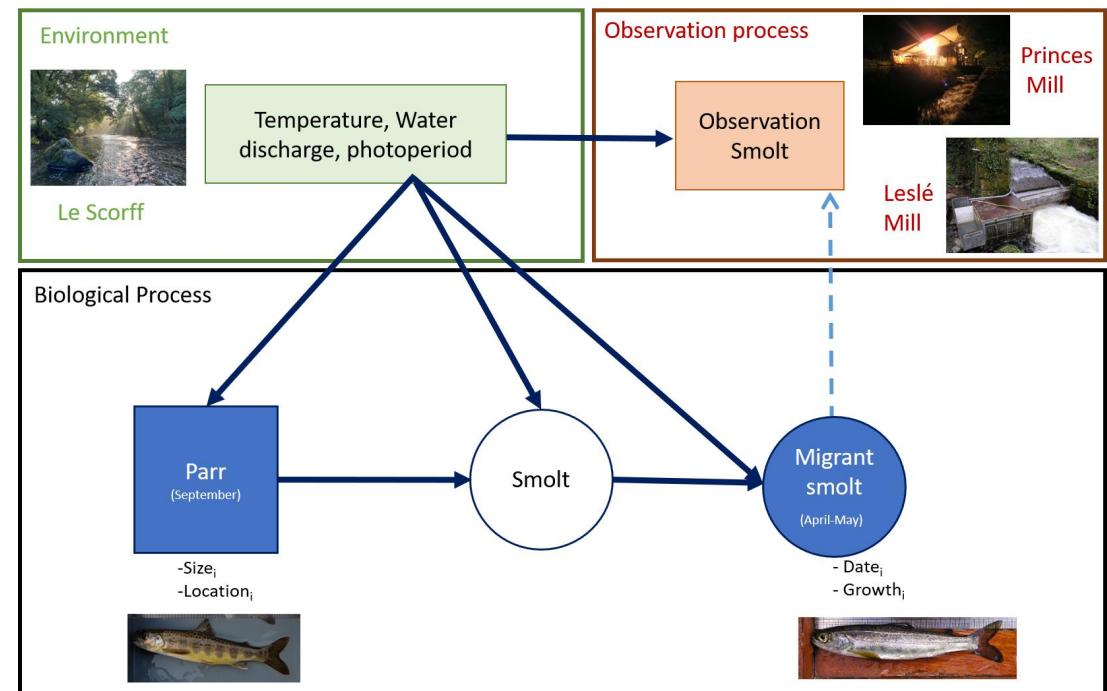 Environment
Le Scorff
Temperature, Water
discharge, photoperiod
Observation process
Observation
Smolt
Princes
Mill
Leslé
Mill
Biological Process
Parr
(September)
-Sizeᵢ
-Locationᵢ
Smolt
Migrant
smolt
(April-May)
- Dateᵢ
- Growthᵢ